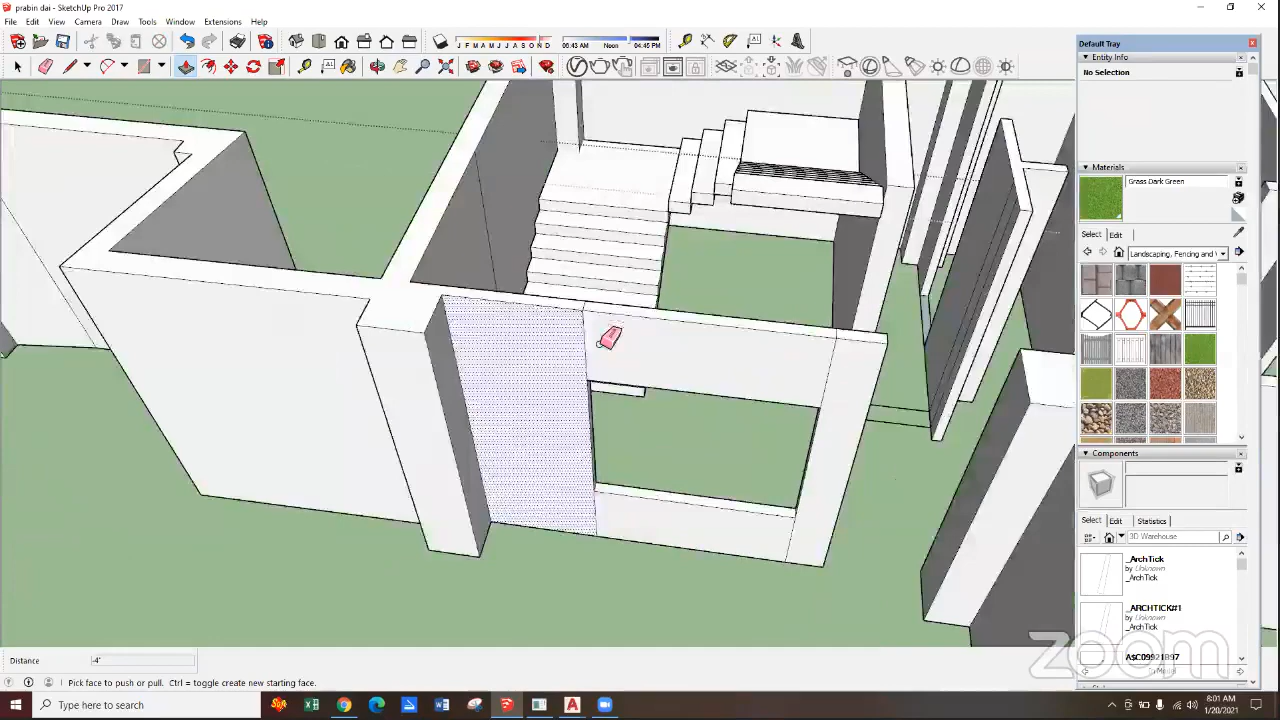 prabin dai - SketchUp Pro 2017
File Edit View Camera Draw Tools Window Extensions Help
J F M A M J J A S O N D
06:43 AM Noon 04:45 PM
Default Tray
Entity Info
No Selection
Materials
Grass Dark Green
Select Edit
Landscaping, Fencing and V
Components
Select Edit Statistics
3D Warehouse
_ArchTick
by Unknown
_ArchTick
_ARCHTICK#1
by Unknown
_ArchTick
A$C09921B97
Distance -4'
Pick face to push or pull. Ctrl = toggle create new starting face.
zoom
Type here to search
8:01 AM
1/20/2021